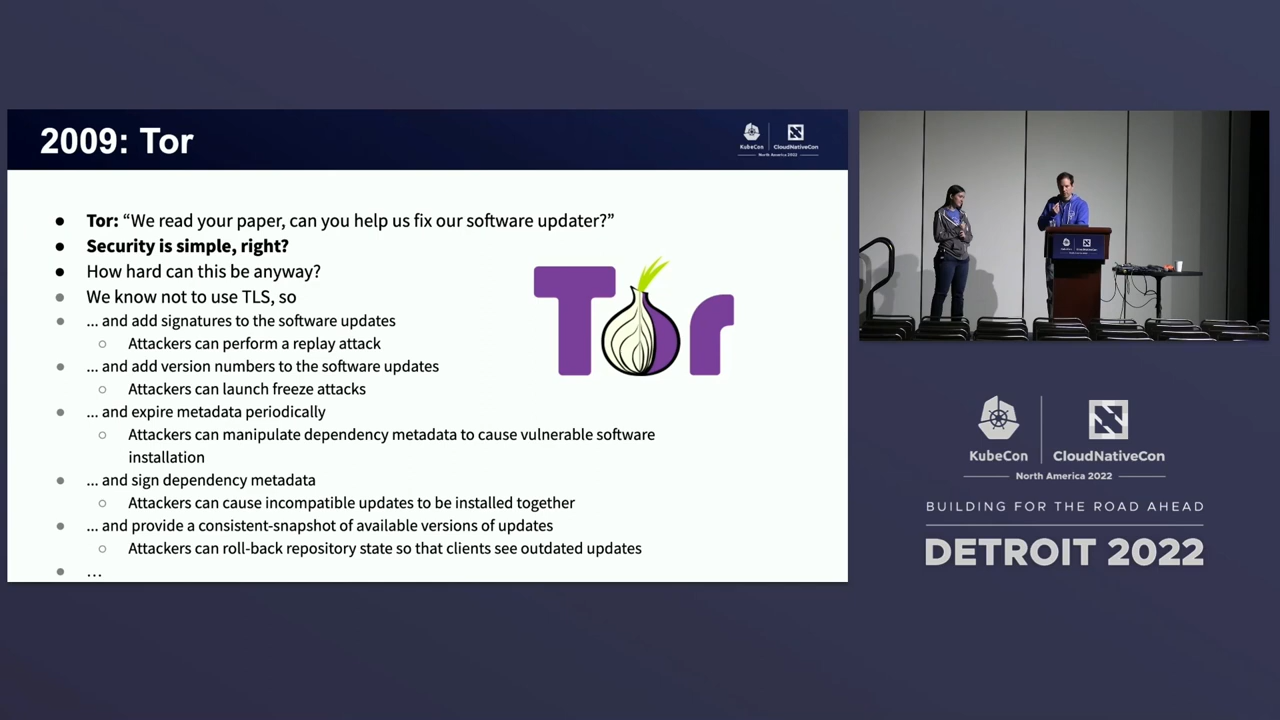 2009: Tor
KubeCon
CloudNativeCon
North America 2022
● Tor: “We read your paper, can you help us fix our software updater?”
● Security is simple, right?
● How hard can this be anyway?
● We know not to use TLS, so
● ... and add signatures to the software updates
○ Attackers can perform a replay attack
● ... and add version numbers to the software updates
○ Attackers can launch freeze attacks
● ... and expire metadata periodically
○ Attackers can manipulate dependency metadata to cause vulnerable software
installation
● ... and sign dependency metadata
○ Attackers can cause incompatible updates to be installed together
● ... and provide a consistent-snapshot of available versions of updates
○ Attackers can roll-back repository state so that clients see outdated updates
● ...
Tor
KubeCon
CloudNativeCon
North America 2022
BUILDING FOR THE ROAD AHEAD
DETROIT 2022